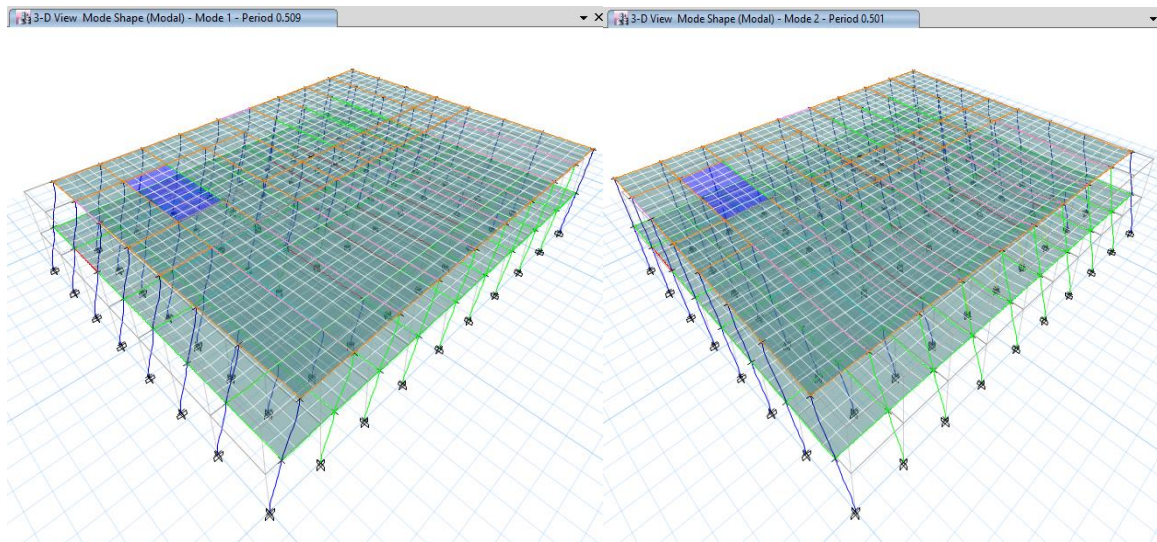 3-D View Mode Shape (Modal) - Mode 1 - Period 0.509
3-D View Mode Shape (Modal) - Mode 2 - Period 0.501